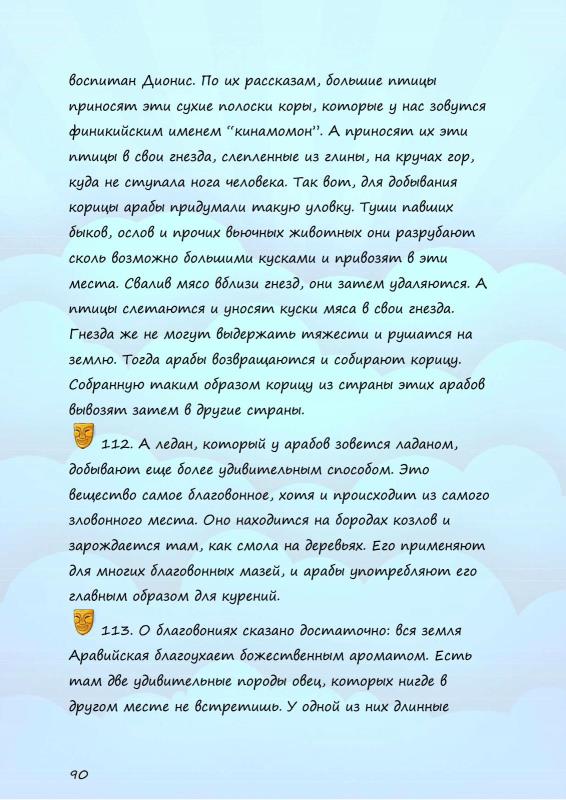 воспитан Дионис. По их рассказам, большие птицы
приносят эти сухие полоски коры, которые у нас зовутся
финикийским именем “кинамомон”. А приносят их эти
птицы в свои гнезда, слепленные из глины, на кручах гор,
куда не ступала нога человека. Так вот, для добывания
корицы арабы придумали такую уловку. Туши павших
быков, ослов и прочих вьючных животных они разрубают
сколь возможно большими кусками и привозят в эти
места. Свалив мясо вблизи гнезд, они затем удаляются. А
птицы слетаются и уносят куски мяса в свои гнезда.
Гнезда же не могут выдержать тяжести и рушатся на
землю. Тогда арабы возвращаются и собирают корицу.
Собранную таким образом корицу из страны этих арабов
вывозят затем в другие страны.
112. А ледан, который у арабов зовется ладаном,
добывают еще более удивительным способом. Это
вещество самое благовонное, хотя и происходит из самого
зловонного места. Оно находится на бородах козлов и
зарождается там, как смола на деревьях. Его применяют
для многих благовонных мазей, и арабы употребляют его
главным образом для курений.
113. О благовониях сказано достаточно: вся земля
Аравийская благоухает божественным ароматом. Есть
там две удивительные породы овец, которых нигде в
другом месте не встретишь. У одной из них длинные
90